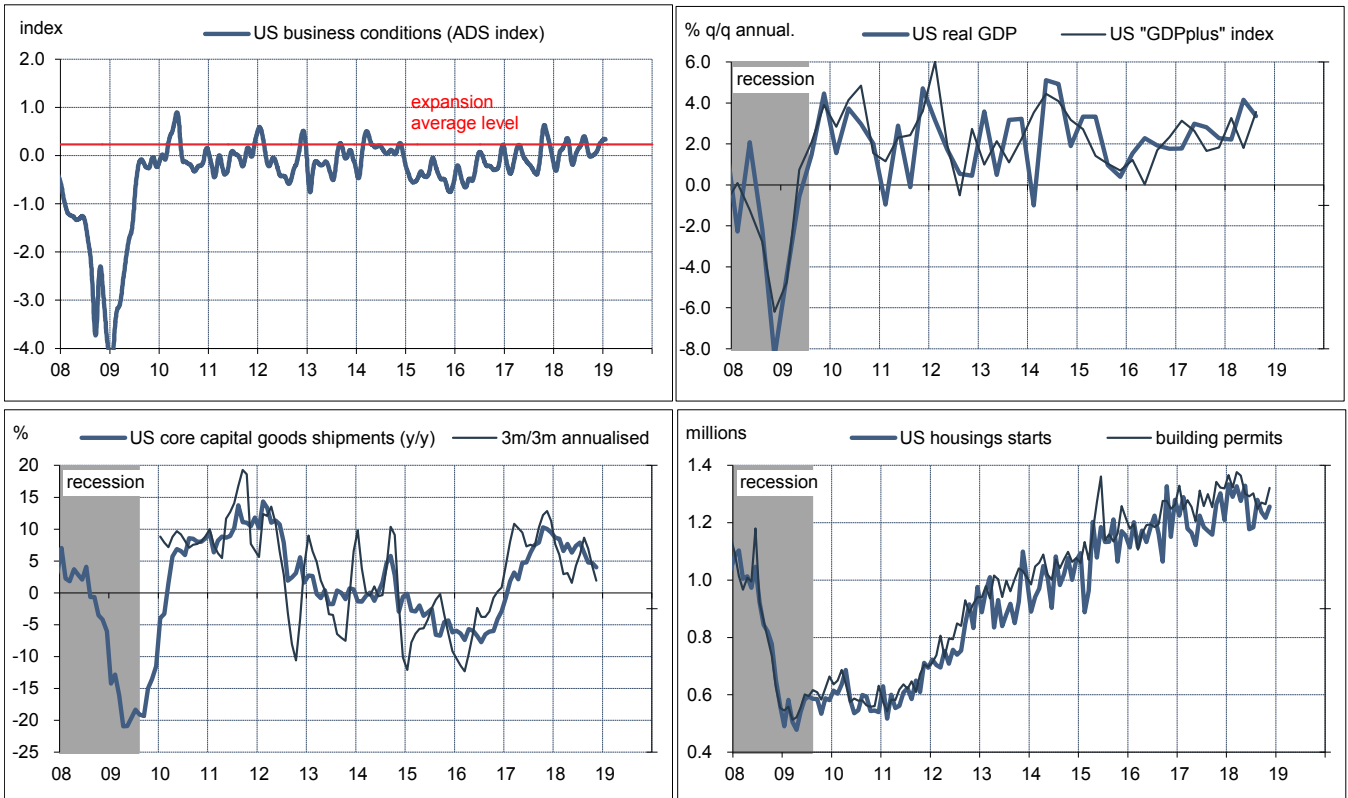 index
US business conditions (ADS index)
2.0
1.0
0.0
-1.0
-2.0
-3.0
-4.0
expansion
average level
08 09 10 11 12 13 14 15 16 17 18 19
% q/q annual.
US real GDP
US "GDPplus" index
6.0
4.0
2.0
0.0
-2.0
-4.0
-6.0
-8.0
recession
08 09 10 11 12 13 14 15 16 17 18 19
%
US core capital goods shipments (y/y)
3m/3m annualised
20
15
10
5
0
-5
-10
-15
-20
-25
recession
08 09 10 11 12 13 14 15 16 17 18 19
millions
US housings starts
building permits
1.4
1.2
1.0
0.8
0.6
0.4
recession
08 09 10 11 12 13 14 15 16 17 18 19